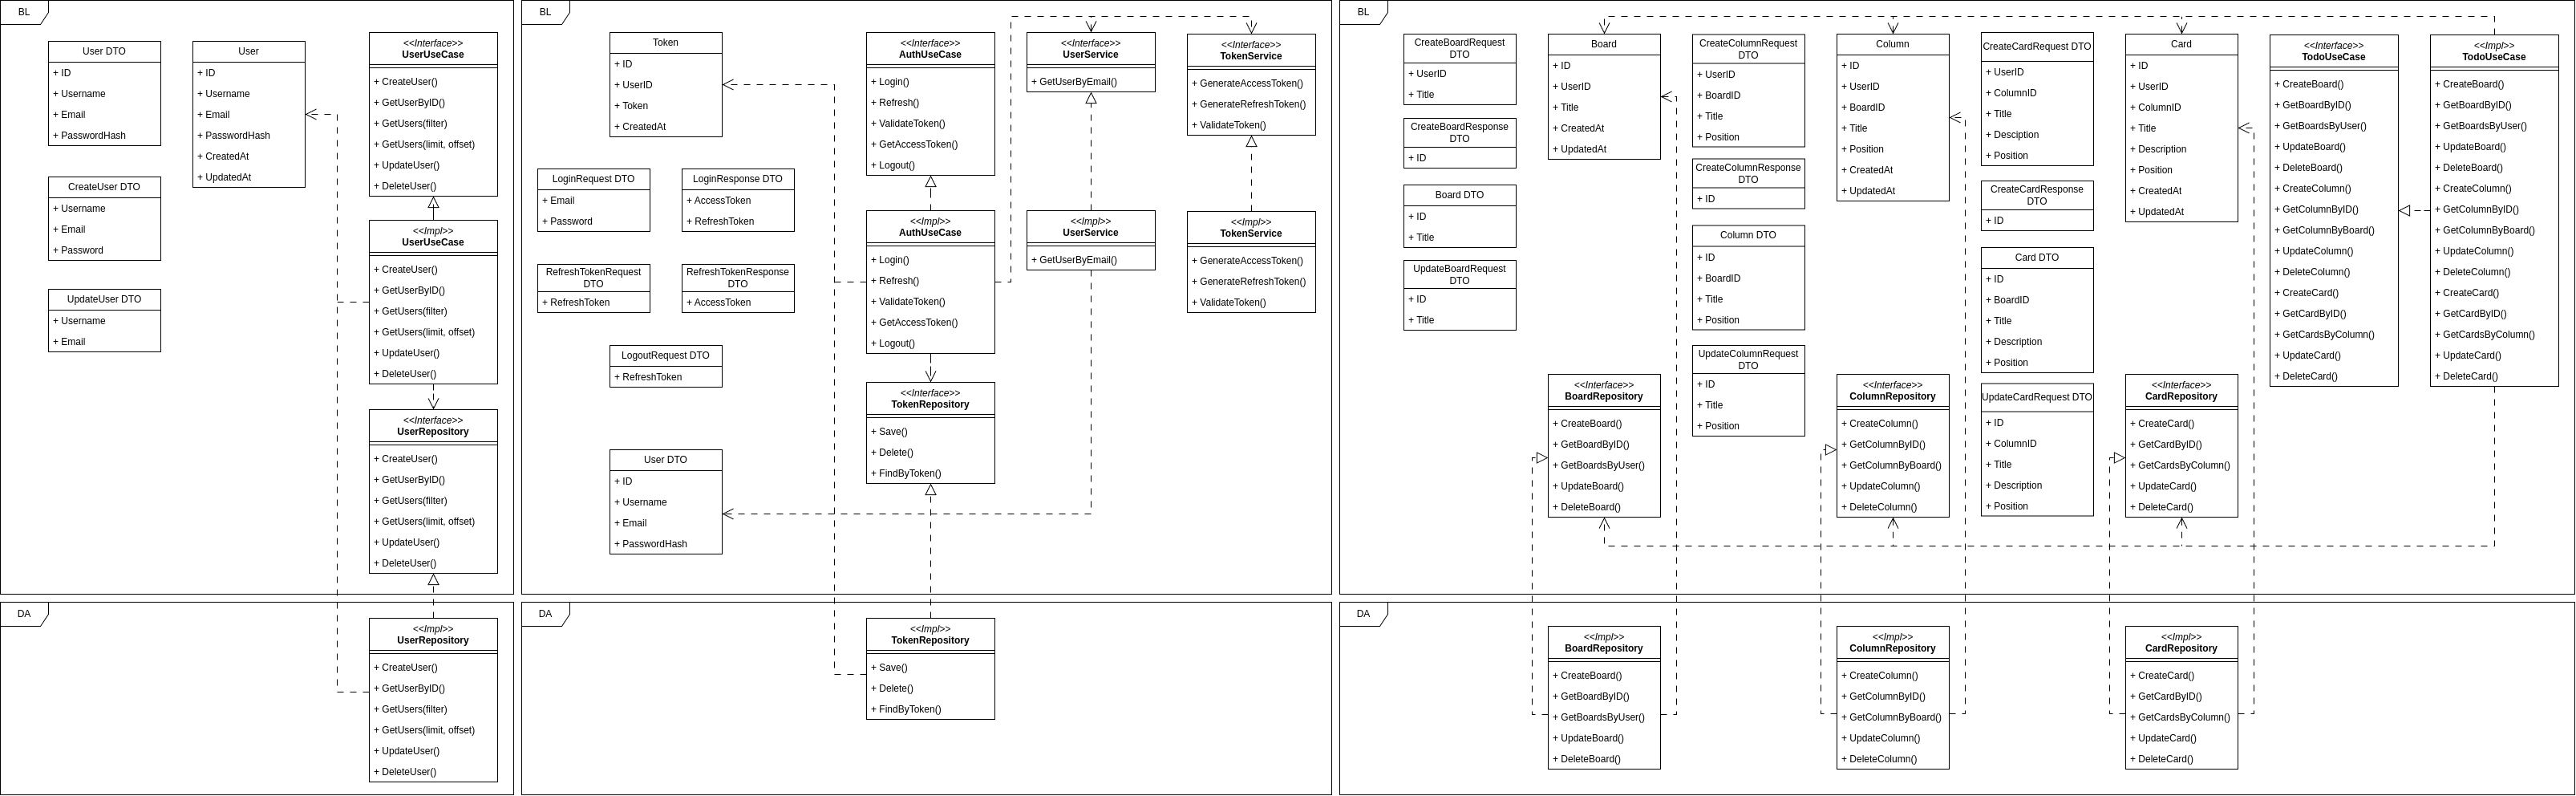 BL
User DTO
+ ID
+ Username
+ Email
+ PasswordHash
CreateUser DTO
+ Username
+ Email
+ Password
UpdateUser DTO
+ Username
+ Email
User
+ ID
+ Username
+ Email
+ PasswordHash
+ CreatedAt
+ UpdatedAt
<<Interface>>
UserUseCase
+ CreateUser()
+ GetUserByID()
+ GetUsers(filter)
+ GetUsers(limit, offset)
+ UpdateUser()
+ DeleteUser()
<<Impl>>
UserUseCase
+ CreateUser()
+ GetUserByID()
+ GetUsers(filter)
+ GetUsers(limit, offset)
+ UpdateUser()
+ DeleteUser()
<<Interface>>
UserRepository
+ CreateUser()
+ GetUserByID()
+ GetUsers(filter)
+ GetUsers(limit, offset)
+ UpdateUser()
+ DeleteUser()
DA
<<Impl>>
UserRepository
+ CreateUser()
+ GetUserByID()
+ GetUsers(filter)
+ GetUsers(limit, offset)
+ UpdateUser()
+ DeleteUser()
BL
Token
+ ID
+ UserID
+ Token
+ CreatedAt
LoginRequest DTO
+ Email
+ Password
LoginResponse DTO
+ AccessToken
+ RefreshToken
RefreshTokenRequest
DTO
+ RefreshToken
RefreshTokenResponse
DTO
+ AccessToken
LogoutRequest DTO
+ RefreshToken
User DTO
+ ID
+ Username
+ Email
+ PasswordHash
<<Interface>>
AuthUseCase
+ Login()
+ Refresh()
+ ValidateToken()
+ GetAccessToken()
+ Logout()
<<Impl>>
AuthUseCase
+ Login()
+ Refresh()
+ ValidateToken()
+ GetAccessToken()
+ Logout()
<<Interface>>
TokenRepository
+ Save()
+ Delete()
+ FindByToken()
<<Interface>>
UserService
+ GetUserByEmail()
<<Impl>>
UserService
+ GetUserByEmail()
<<Interface>>
TokenService
+ GenerateAccessToken()
+ GenerateRefreshToken()
+ ValidateToken()
<<Impl>>
TokenService
+ GenerateAccessToken()
+ GenerateRefreshToken()
+ ValidateToken()
DA
<<Impl>>
TokenRepository
+ Save()
+ Delete()
+ FindByToken()
BL
CreateBoardRequest
DTO
+ UserID
+ Title
CreateBoardResponse
DTO
+ ID
Board DTO
+ ID
+ Title
UpdateBoardRequest
DTO
+ ID
+ Title
Board
+ ID
+ UserID
+ Title
+ CreatedAt
+ UpdatedAt
<<Interface>>
BoardRepository
+ CreateBoard()
+ GetBoardByID()
+ GetBoardsByUser()
+ UpdateBoard()
+ DeleteBoard()
CreateColumnRequest
DTO
+ UserID
+ BoardID
+ Title
+ Position
CreateColumnResponse
DTO
+ ID
Column DTO
+ ID
+ BoardID
+ Title
+ Position
UpdateColumnRequest
DTO
+ ID
+ Title
+ Position
Column
+ ID
+ UserID
+ BoardID
+ Title
+ Position
+ CreatedAt
+ UpdatedAt
<<Interface>>
ColumnRepository
+ CreateColumn()
+ GetColumnByID()
+ GetColumnByBoard()
+ UpdateColumn()
+ DeleteColumn()
CreateCardRequest DTO
+ UserID
+ ColumnID
+ Title
+ Desciption
+ Position
CreateCardResponse
DTO
+ ID
Card DTO
+ ID
+ BoardID
+ Title
+ Description
+ Position
UpdateCardRequest DTO
+ ID
+ ColumnID
+ Title
+ Description
+ Position
Card
+ ID
+ UserID
+ ColumnID
+ Title
+ Description
+ Position
+ CreatedAt
+ UpdatedAt
<<Interface>>
CardRepository
+ CreateCard()
+ GetCardByID()
+ GetCardsByColumn()
+ UpdateCard()
+ DeleteCard()
<<Interface>>
TodoUseCase
+ CreateBoard()
+ GetBoardByID()
+ GetBoardsByUser()
+ UpdateBoard()
+ DeleteBoard()
+ CreateColumn()
+ GetColumnByID()
+ GetColumnByBoard()
+ UpdateColumn()
+ DeleteColumn()
+ CreateCard()
+ GetCardByID()
+ GetCardsByColumn()
+ UpdateCard()
+ DeleteCard()
<<Impl>>
TodoUseCase
+ CreateBoard()
+ GetBoardByID()
+ GetBoardsByUser()
+ UpdateBoard()
+ DeleteBoard()
+ CreateColumn()
+ GetColumnByID()
+ GetColumnByBoard()
+ UpdateColumn()
+ DeleteColumn()
+ CreateCard()
+ GetCardByID()
+ GetCardsByColumn()
+ UpdateCard()
+ DeleteCard()
DA
<<Impl>>
BoardRepository
+ CreateBoard()
+ GetBoardByID()
+ GetBoardsByUser()
+ UpdateBoard()
+ DeleteBoard()
<<Impl>>
ColumnRepository
+ CreateColumn()
+ GetColumnByID()
+ GetColumnByBoard()
+ UpdateColumn()
+ DeleteColumn()
<<Impl>>
CardRepository
+ CreateCard()
+ GetCardByID()
+ GetCardsByColumn()
+ UpdateCard()
+ DeleteCard()